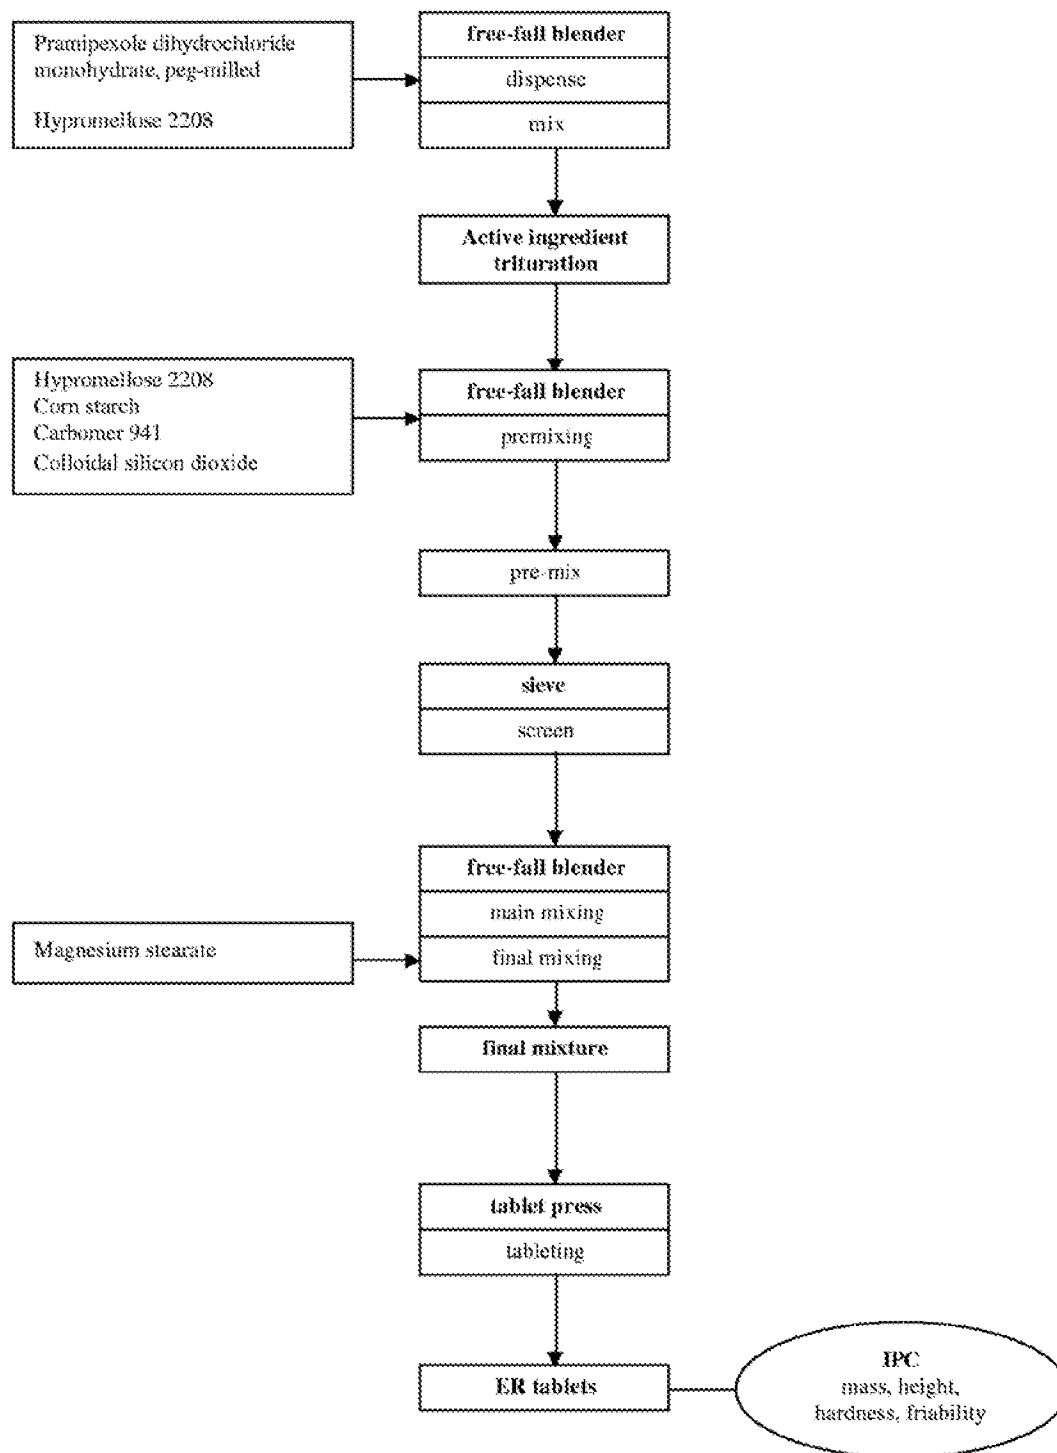 Pramipexole dihydrochloride
monohydrate, peg-milled
Hypromellose 2208
free-fall blender
dispense
mix
Active ingredient
trituration
Hypromellose 2208
Corn starch
Carbomer 941
Colloidal silicon dioxide
free-fall blender
premixing
pre-mix
sieve
screen
free-fall blender
main mixing
final mixing
Magnesium stearate
final mixture
tablet press
tableting
ER tablets
IPC
mass, height,
hardness, friability